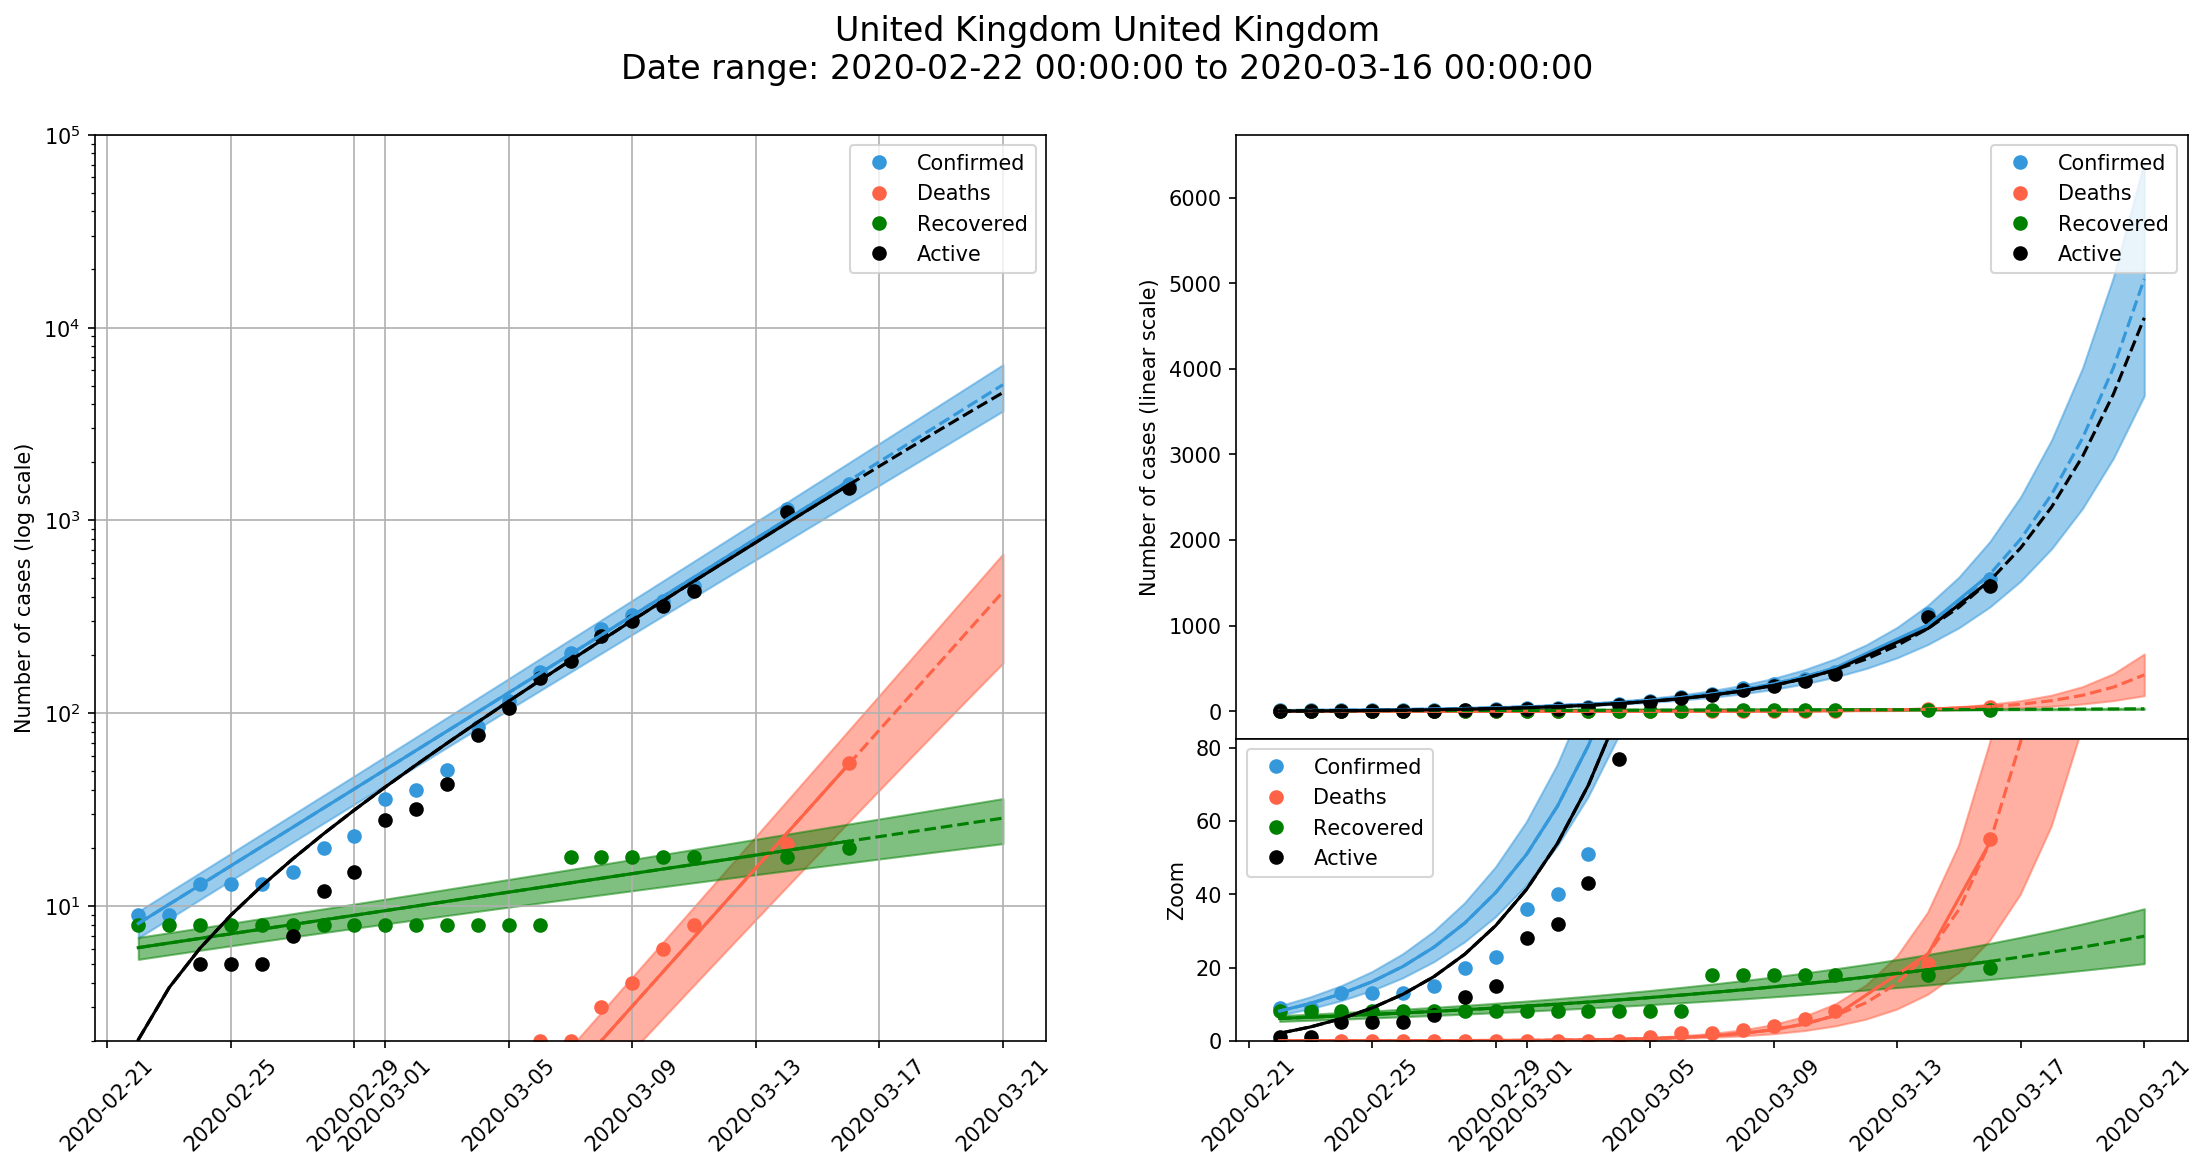 United Kingdom United Kingdom
Date range: 2020-02-22 00:00:00 to 2020-03-16 00:00:00
Number of cases (log scale)
10^5
10^4
10^3
10^2
10^1
Confirmed
Deaths
Recovered
Active
2020-02-21
2020-02-25
2020-02-29
2020-03-01
2020-03-05
2020-03-09
2020-03-13
2020-03-17
2020-03-21
Number of cases (linear scale)
6000
5000
4000
3000
2000
1000
0
Confirmed
Deaths
Recovered
Active
Zoom
80
60
40
20
0
Confirmed
Deaths
Recovered
Active
2020-02-21
2020-02-25
2020-02-29
2020-03-01
2020-03-05
2020-03-09
2020-03-13
2020-03-17
2020-03-21